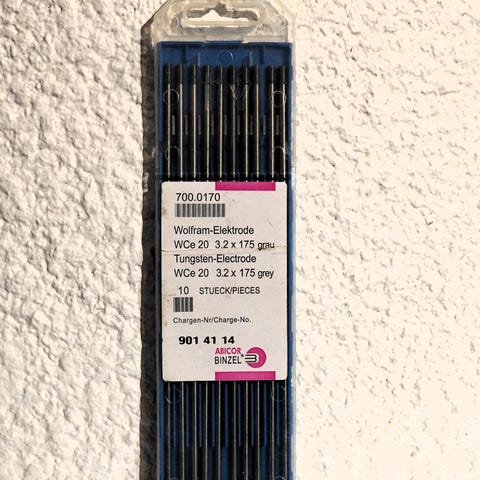 700.0170
Wolfram-Elektrode
WCe 20 3.2 x 175 grau
Tungsten-Electrode
WCe 20 3.2 x 175 grey
10 STUECK/PIECES
Chargen-Nr/Charge-No.
901 41 14
ABICOR
BINZEL®